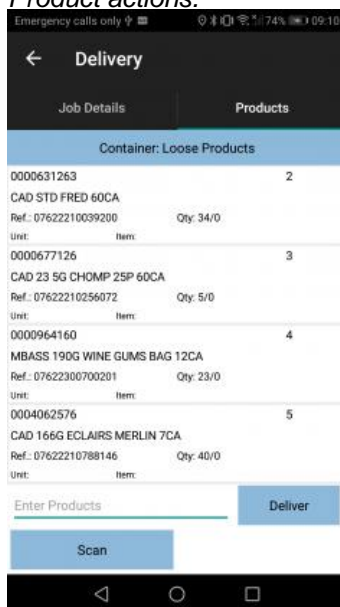 Product actions:
Emergency calls only 74% 09:10
Delivery
Job Details Products
Container: Loose Products
0000631263 2
CAD STD FRED 60CA
Ref.: 07622210039200 Qty: 34/0
Unit: Item:
0000677126 3
CAD 23 5G CHOMP 25P 60CA
Ref.: 07622210256072 Qty: 5/0
Unit: Item:
0000964160 4
MBASS 190G WINE GUMS BAG 12CA
Ref.: 07622300700201 Qty: 23/0
Unit: Item:
0004062576 5
CAD 166G ECLAIRS MERLIN 7CA
Ref.: 07622210788146 Qty: 40/0
Unit: Item:
Enter Products Deliver
Scan